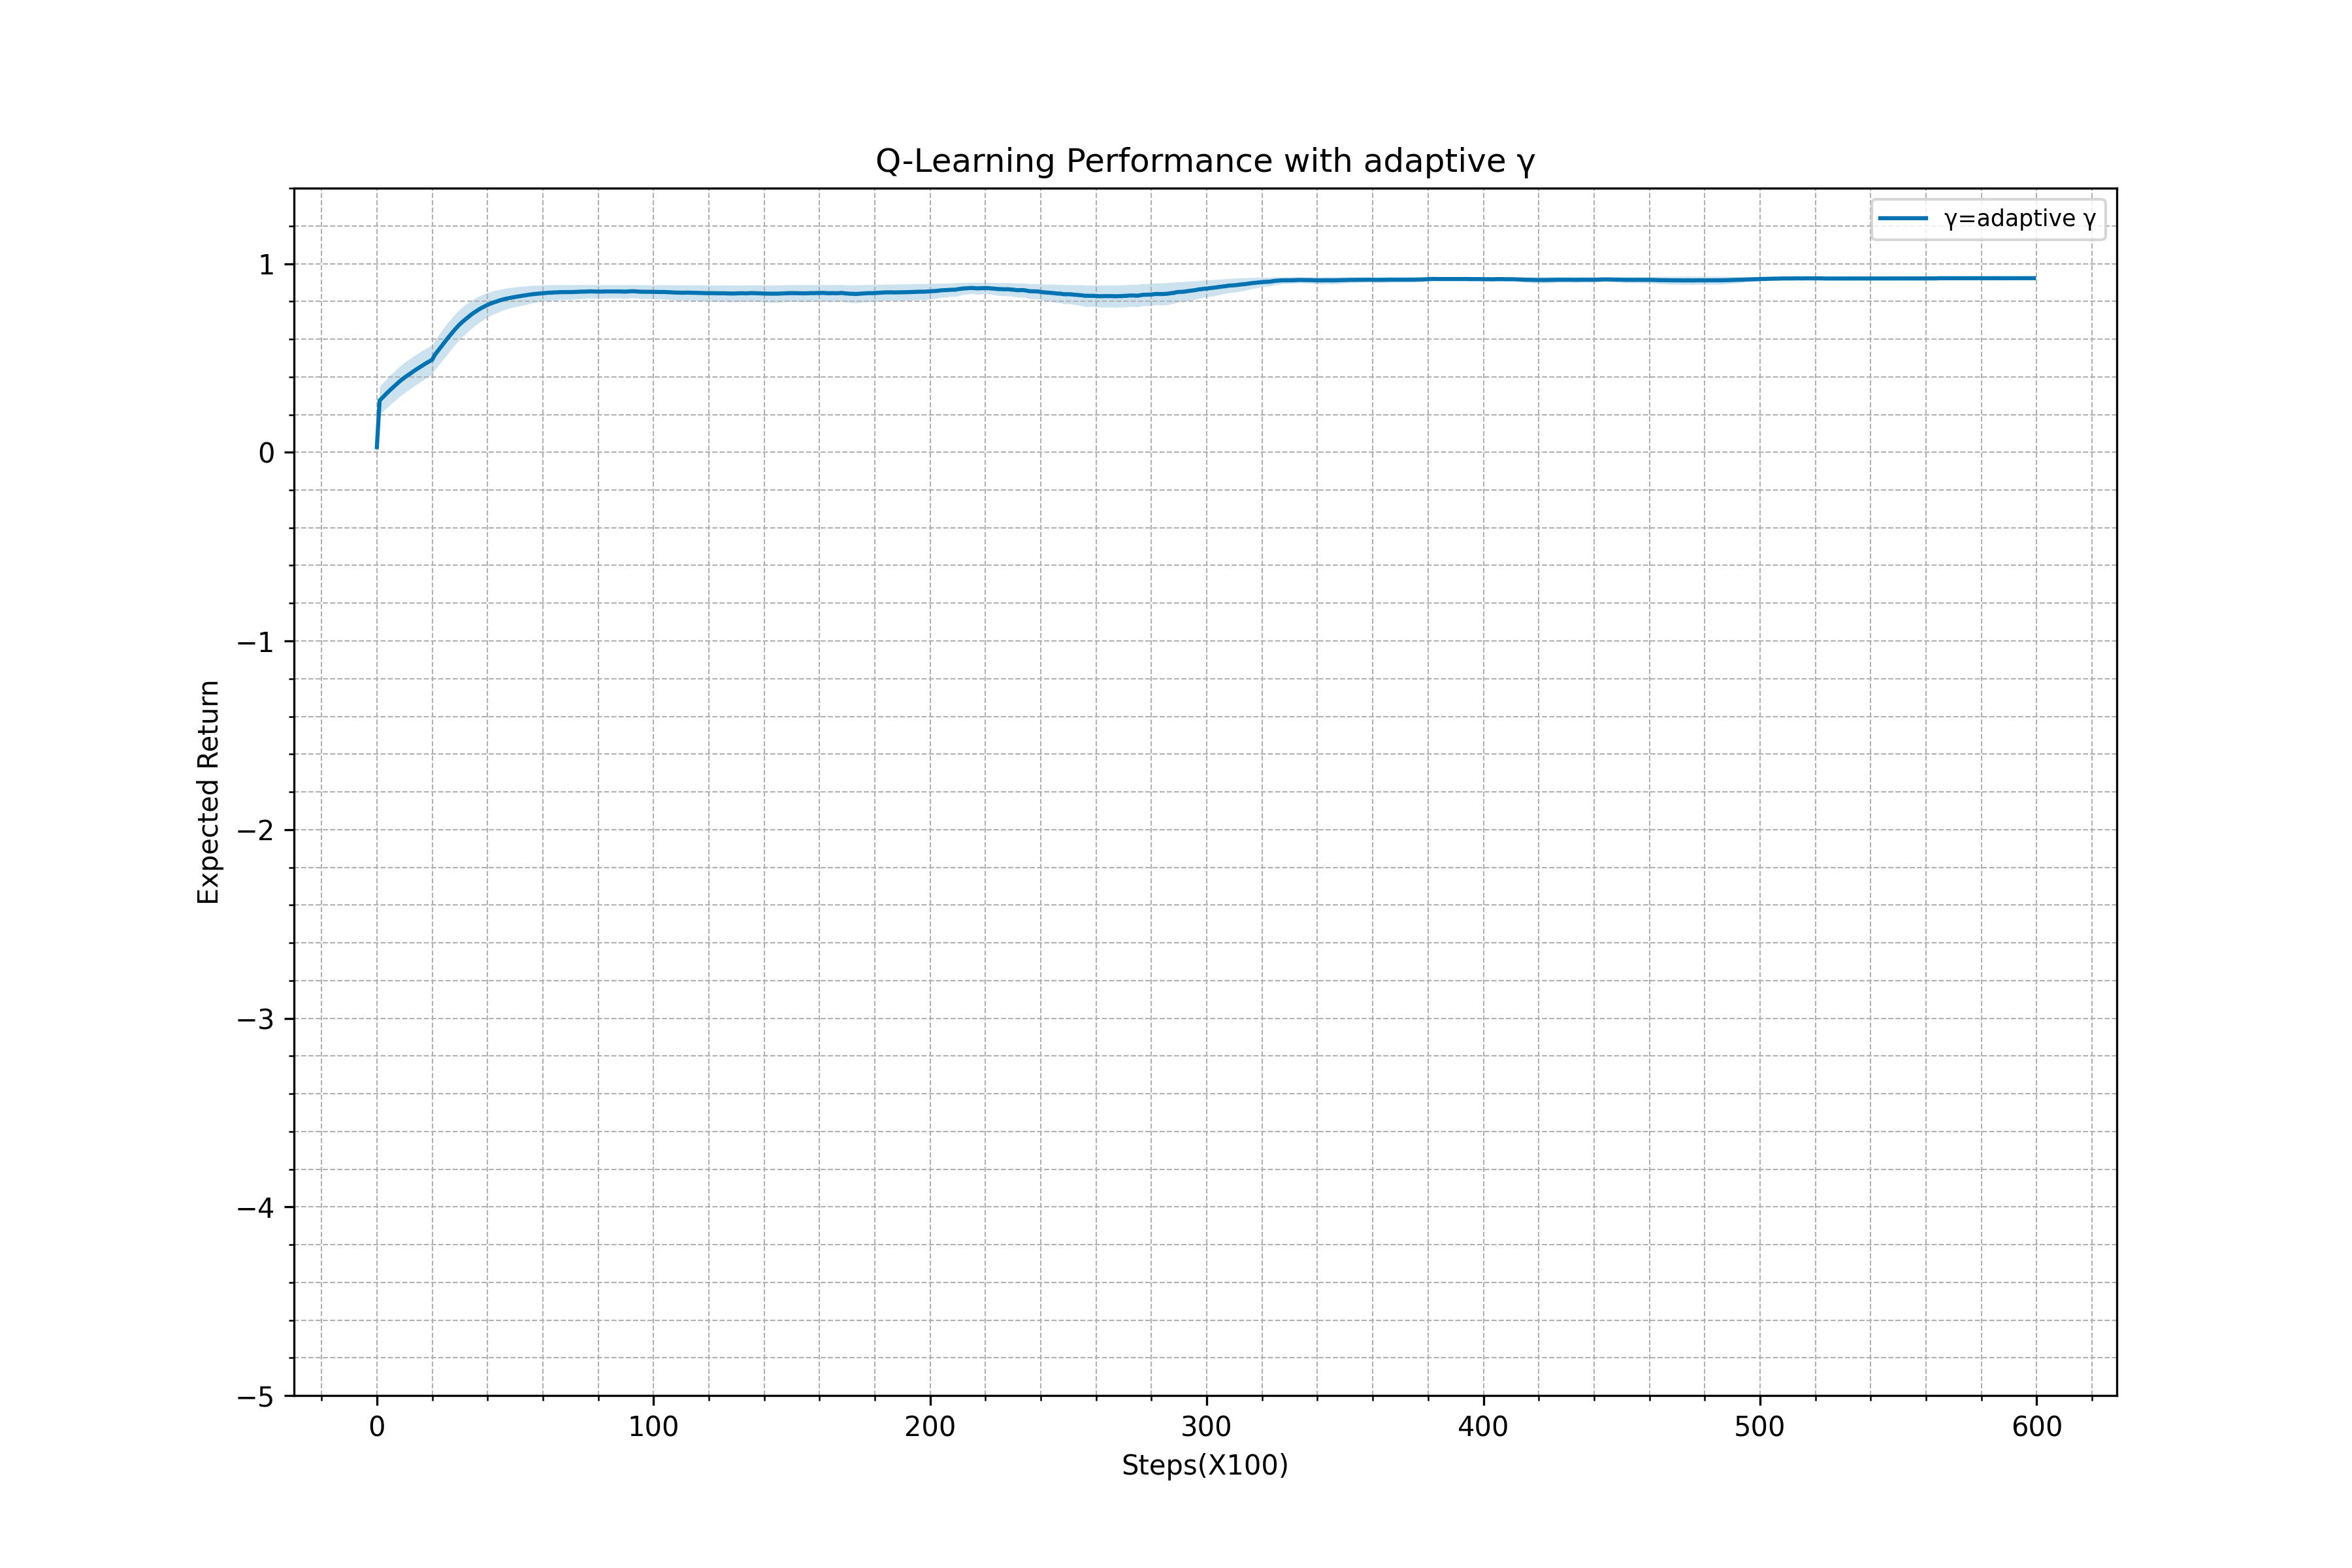 Q-Learning Performance with adaptive γ
γ=adaptive γ
1
0
−1
−2
−3
−4
−5
Expected Return
0 100 200 300 400 500 600
Steps(X100)